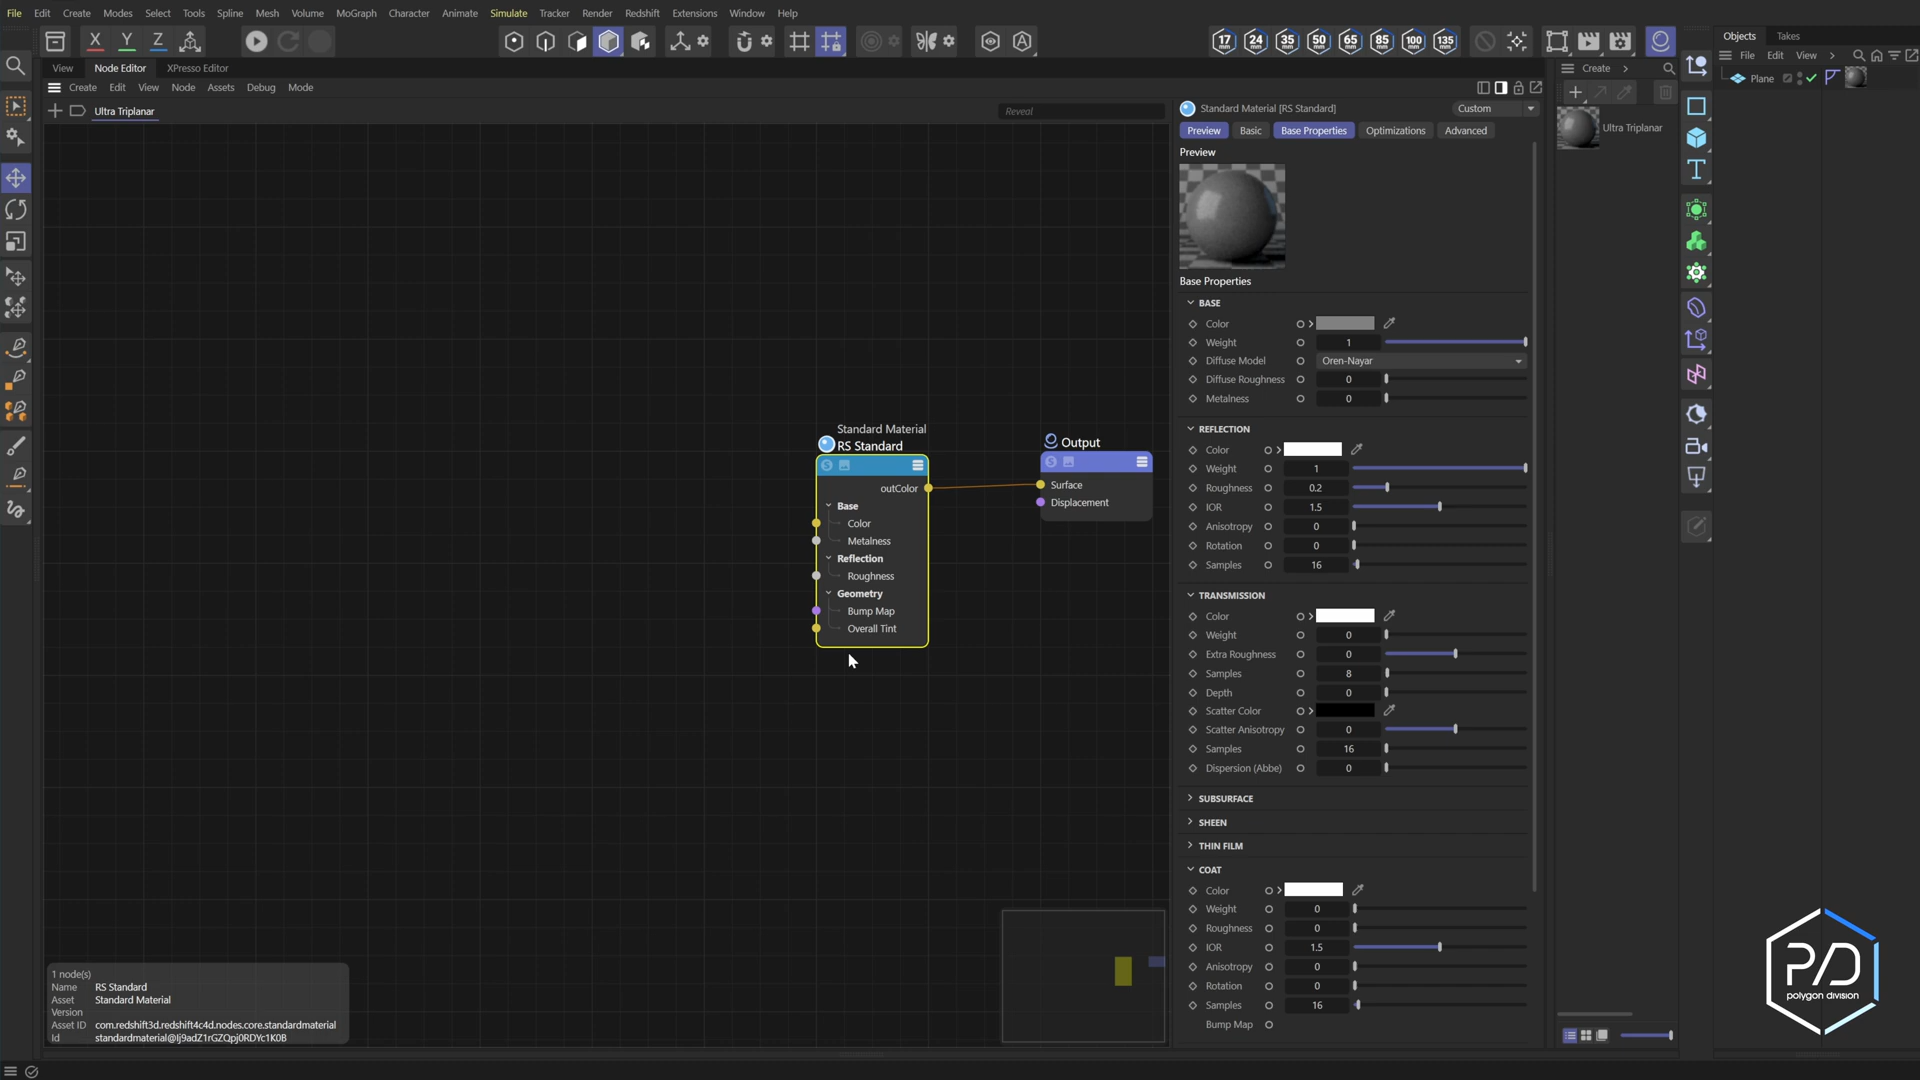 File Edit Create Modes Select Tools Spline Mesh Volume MoGraph Character Animate Simulate Tracker Render Redshift Extensions Window Help
X Y Z
17 mm 24 mm 35 mm 50 mm 65 mm 85 mm 100 mm 135 mm
Objects Takes
File Edit View
Plane
View Node Editor XPresso Editor
Create Edit View Node Assets Debug Mode
Ultra Triplanar
Reveal
Standard Material [RS Standard]
Custom
Preview Basic Base Properties Optimizations Advanced
Create
Ultra Triplanar
Preview
Base Properties
BASE
Color
Weight 1
Diffuse Model Oren-Nayar
Diffuse Roughness 0
Metalness 0
REFLECTION
Color
Weight 1
Roughness 0.2
IOR 1.5
Anisotropy 0
Rotation 0
Samples 16
TRANSMISSION
Color
Weight 0
Extra Roughness 0
Samples 8
Depth 0
Scatter Color
Scatter Anisotropy 0
Samples 16
Dispersion (Abbe) 0
SUBSURFACE
SHEEN
THIN FILM
COAT
Color
Weight 0
Roughness 0
IOR 1.5
Anisotropy 0
Rotation 0
Samples 16
Bump Map
Standard Material
RS Standard
outColor
Base
Color
Metalness
Reflection
Roughness
Geometry
Bump Map
Overall Tint
Output
Surface
Displacement
1 node(s)
Name RS Standard
Asset Standard Material
Version
Asset ID com.redshift3d.redshift4c4d.nodes.core.standardmaterial
Id standardmaterial@Ij9adZ1rGZQpj0RDYc1K0B
P/D
polygon division